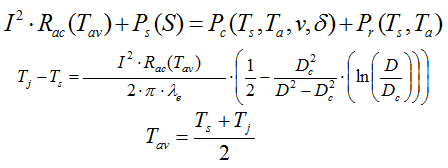 I² · R_ac(T_av) + P_s(S) = P_c(T_s, T_a, v, δ) + P_r(T_s, T_a)
T_j − T_s = (I² · R_ac(T_av)) / (2 · π · λ_e) · (1/2 − D_c² / (D² − D_c²) · (ln(D / D_c)))
T_av = (T_s + T_j) / 2